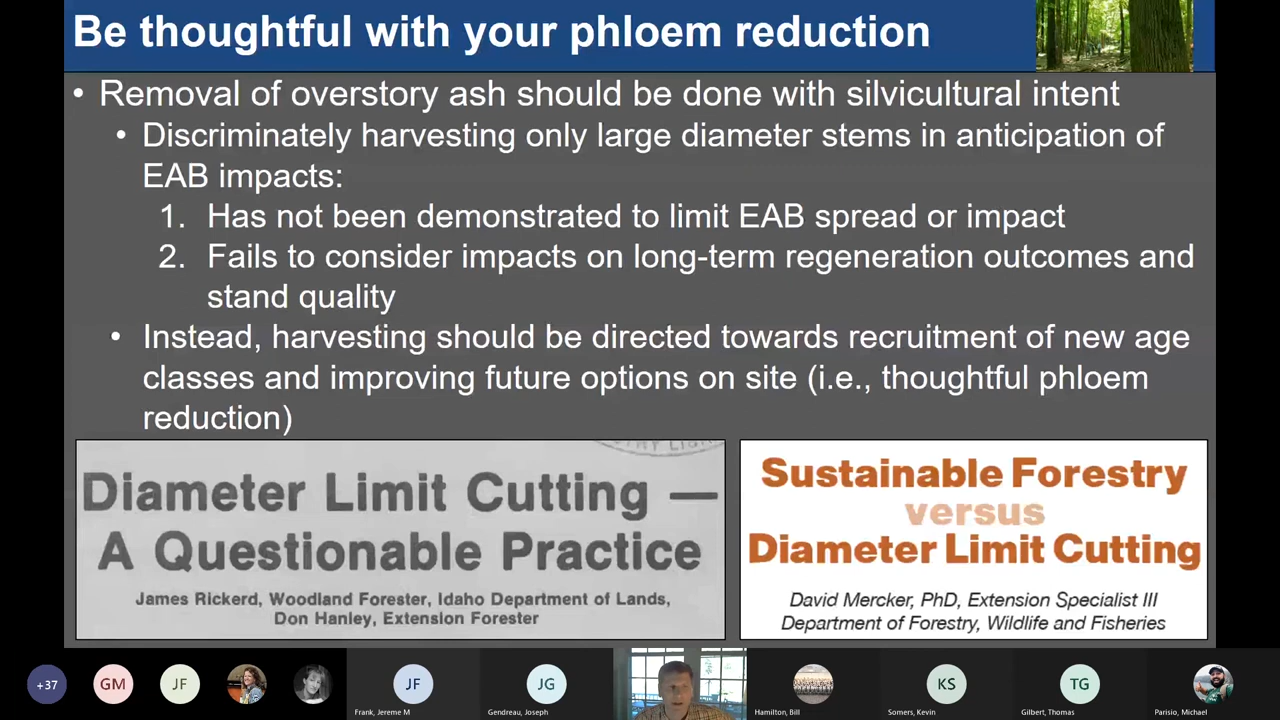 Be thoughtful with your phloem reduction
• Removal of overstory ash should be done with silvicultural intent
• Discriminately harvesting only large diameter stems in anticipation of
EAB impacts:
1. Has not been demonstrated to limit EAB spread or impact
2. Fails to consider impacts on long-term regeneration outcomes and
stand quality
• Instead, harvesting should be directed towards recruitment of new age
classes and improving future options on site (i.e., thoughtful phloem
reduction)
Diameter Limit Cutting —
A Questionable Practice
James Rickerd, Woodland Forester, Idaho Department of Lands,
Don Hanley, Extension Forester
Sustainable Forestry
versus
Diameter Limit Cutting
David Mercker, PhD, Extension Specialist III
Department of Forestry, Wildlife and Fisheries
+37
GM
JF
JF
JG
KS
TG
Frank, Jereme M
Gendreau, Joseph
Hamilton, Bill
Somers, Kevin
Gilbert, Thomas
Parisio, Michael